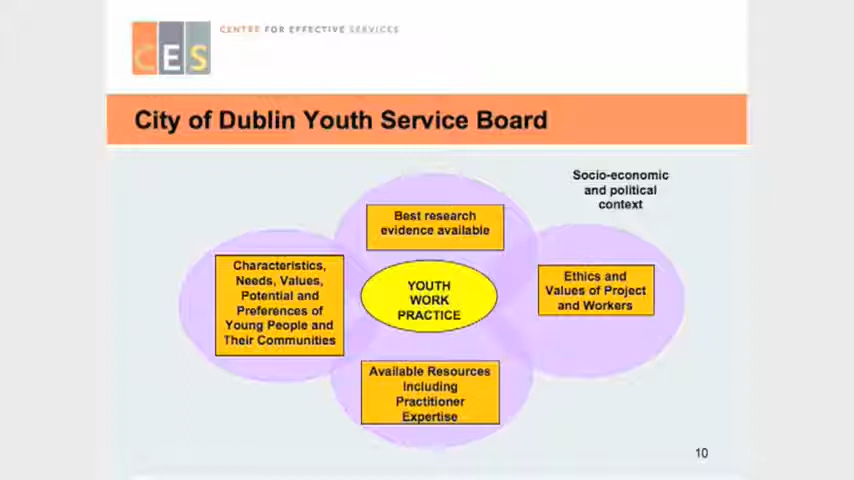 CES
CENTRE FOR EFFECTIVE SERVICES
City of Dublin Youth Service Board
Socio-economic
and political
context
Best research
evidence available
Characteristics,
Needs, Values,
Potential and
Preferences of
Young People and
Their Communities
YOUTH
WORK
PRACTICE
Ethics and
Values of Project
and Workers
Available Resources
Including
Practitioner
Expertise
10